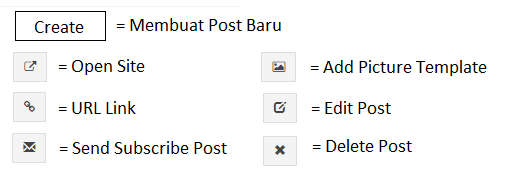 Create = Membuat Post Baru
= Open Site
= Add Picture Template
= URL Link
= Edit Post
= Send Subscribe Post
= Delete Post